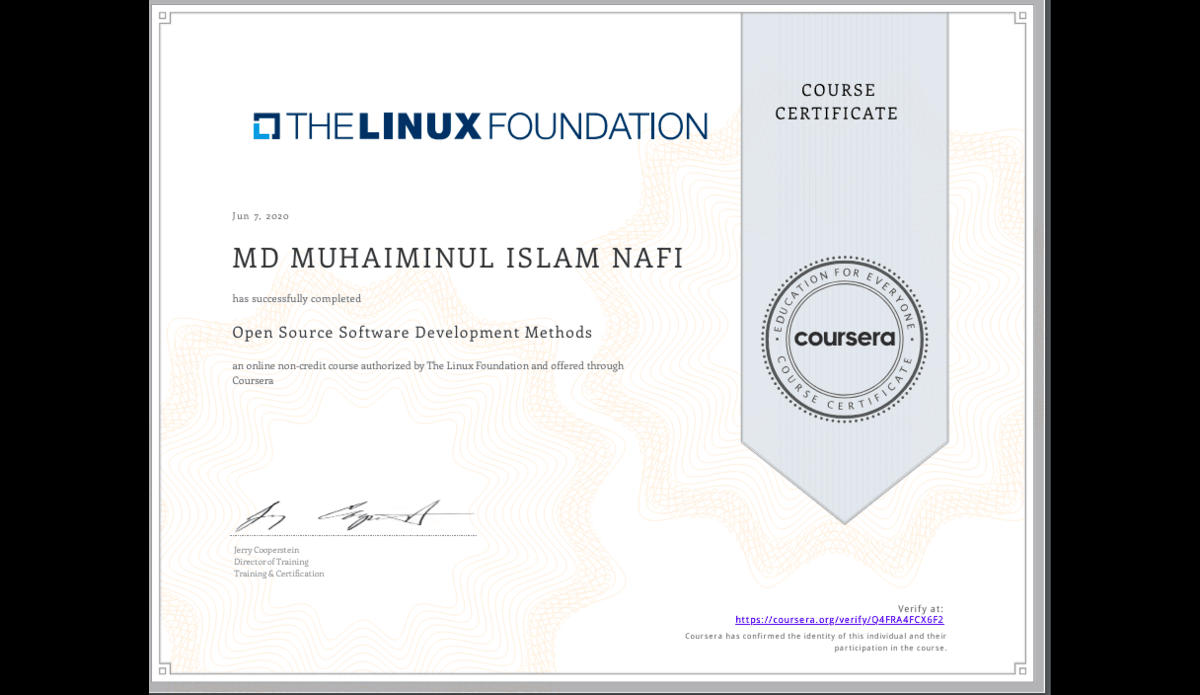 THE LINUX FOUNDATION
COURSE
CERTIFICATE
Jun 7, 2020
MD MUHAIMINUL ISLAM NAFI
has successfully completed
Open Source Software Development Methods
an online non-credit course authorized by The Linux Foundation and offered through
Coursera
EDUCATION FOR EVERYONE
coursera
COURSE CERTIFICATE
Jerry Cooperstein
Director of Training
Training & Certification
Verify at:
https://coursera.org/verify/Q4FRA4FCX6F2
Coursera has confirmed the identity of this individual and their
participation in the course.